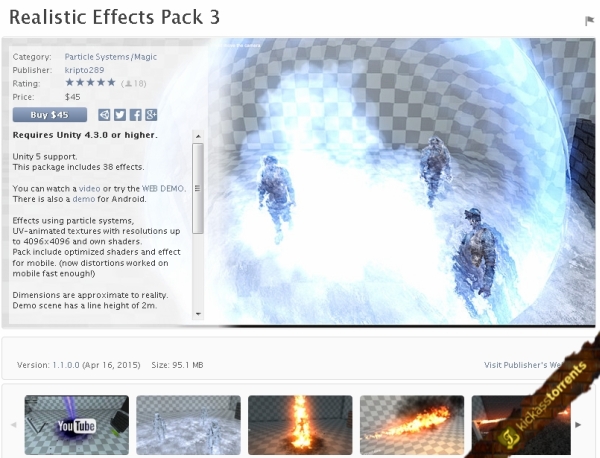 Realistic Effects Pack 3
Category: Particle Systems/Magic
Publisher: kripto289
Rating: ★★★★★ (18)
Price: $45
Buy $45
Requires Unity 4.3.0 or higher.
Unity 5 support.
This package includes 38 effects.
You can watch a video or try the WEB DEMO.
There is also a demo for Android.
Effects using particle systems,
UV-animated textures with resolutions up
to 4096x4096 and own shaders.
Pack include optimized shaders and effect
for mobile. (now distortions worked on
mobile fast enough!)
Dimensions are approximate to reality.
Demo scene has a line height of 2m.
Version: 1.1.0.0 (Apr 16, 2015) Size: 95.1 MB
Visit Publisher's We
YouTube
kickasstorrents